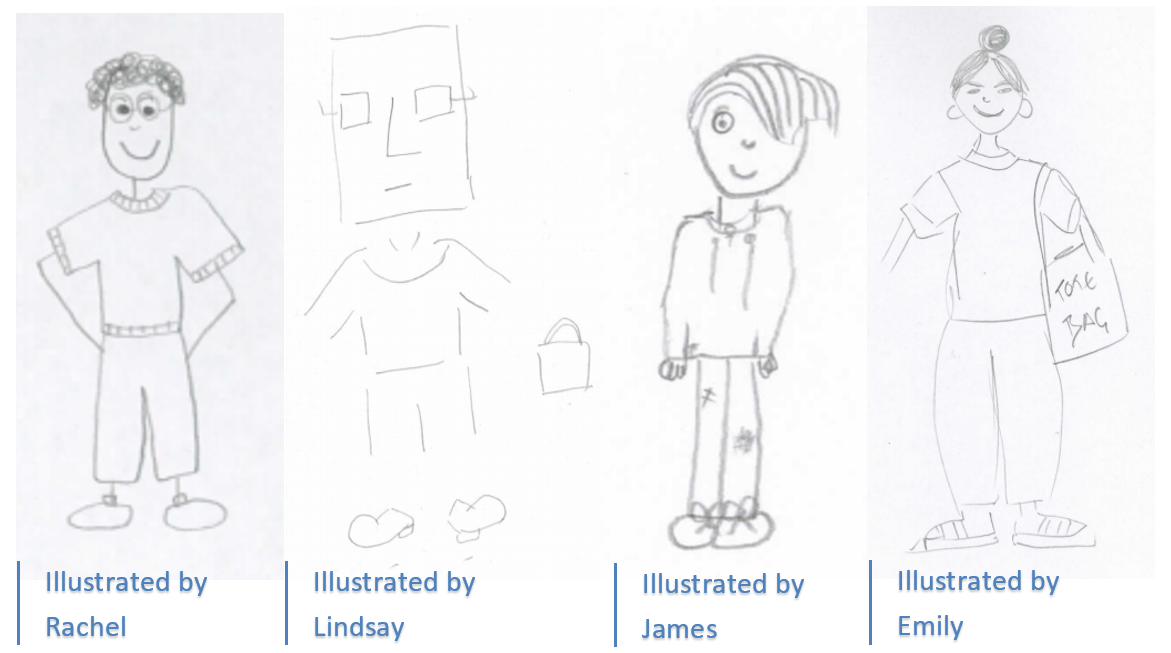 TOTE
BAG
Illustrated by
Rachel
Illustrated by
Lindsay
Illustrated by
James
Illustrated by
Emily